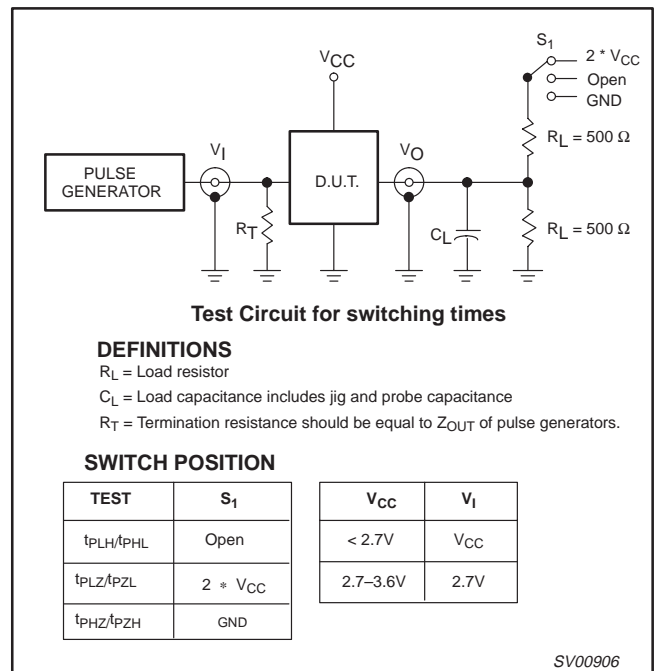 S1
2 * VCC
Open
GND
VCC
RL = 500 Ω
VI
VO
PULSE
GENERATOR
D.U.T.
RT
CL
RL = 500 Ω
Test Circuit for switching times
DEFINITIONS
RL = Load resistor
CL = Load capacitance includes jig and probe capacitance
RT = Termination resistance should be equal to ZOUT of pulse generators.
SWITCH POSITION
TEST S1
tPLH/tPHL Open
tPLZ/tPZL 2 * VCC
tPHZ/tPZH GND
VCC VI
< 2.7V VCC
2.7–3.6V 2.7V
SV00906